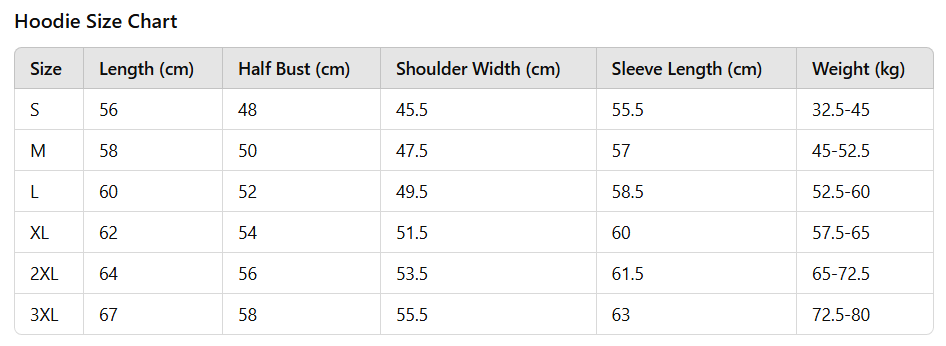 Hoodie Size Chart
Size Length (cm) Half Bust (cm) Shoulder Width (cm) Sleeve Length (cm) Weight (kg)
S 56 48 45.5 55.5 32.5-45
M 58 50 47.5 57 45-52.5
L 60 52 49.5 58.5 52.5-60
XL 62 54 51.5 60 57.5-65
2XL 64 56 53.5 61.5 65-72.5
3XL 67 58 55.5 63 72.5-80